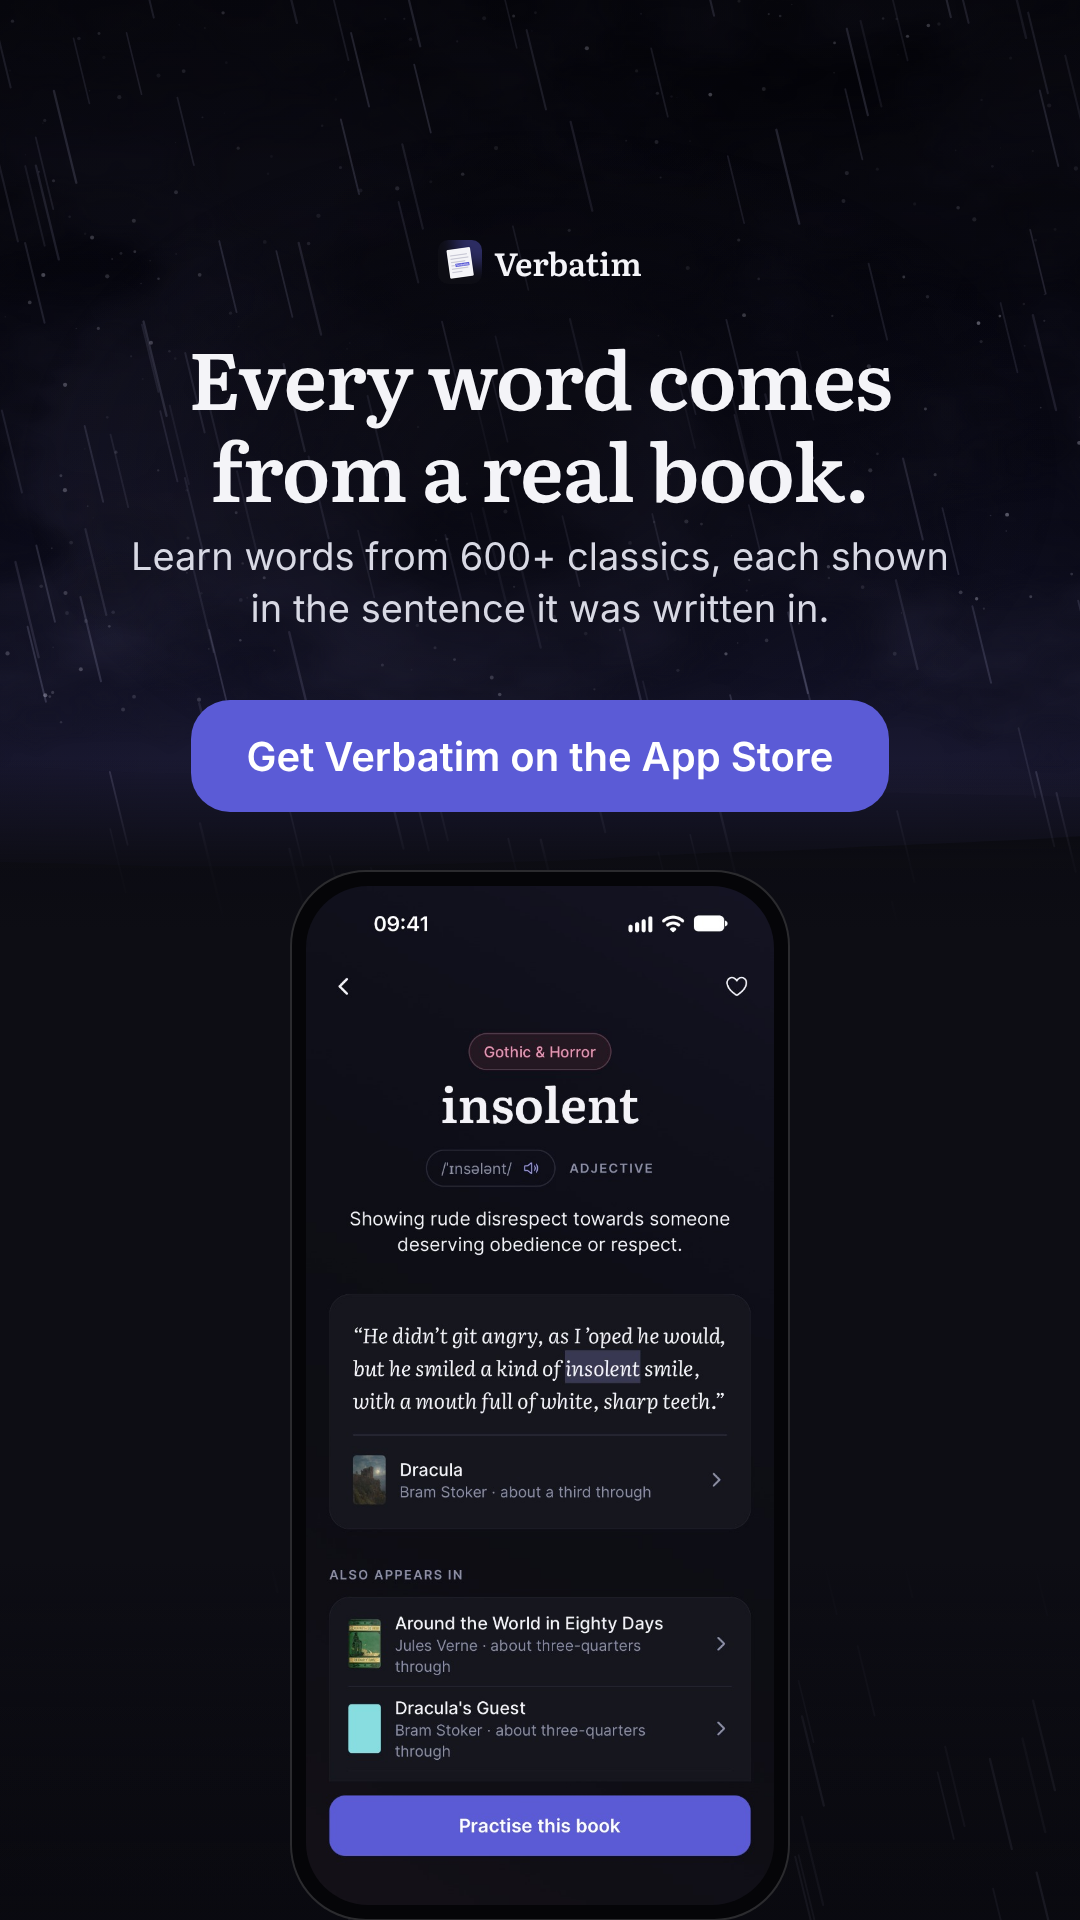 Verbatim
Every word comes
from a real book.
Learn words from 600+ classics, each shown
in the sentence it was written in.
Get Verbatim on the App Store
09:41
Gothic & Horror
insolent
/ˈɪnsələnt/ ADJECTIVE
Showing rude disrespect towards someone
deserving obedience or respect.
“He didn’t git angry, as I ’oped he would,
but he smiled a kind of insolent smile,
with a mouth full of white, sharp teeth.”
Dracula
Bram Stoker · about a third through
ALSO APPEARS IN
Around the World in Eighty Days
Jules Verne · about three-quarters
through
Dracula's Guest
Bram Stoker · about three-quarters
through
Practise this book